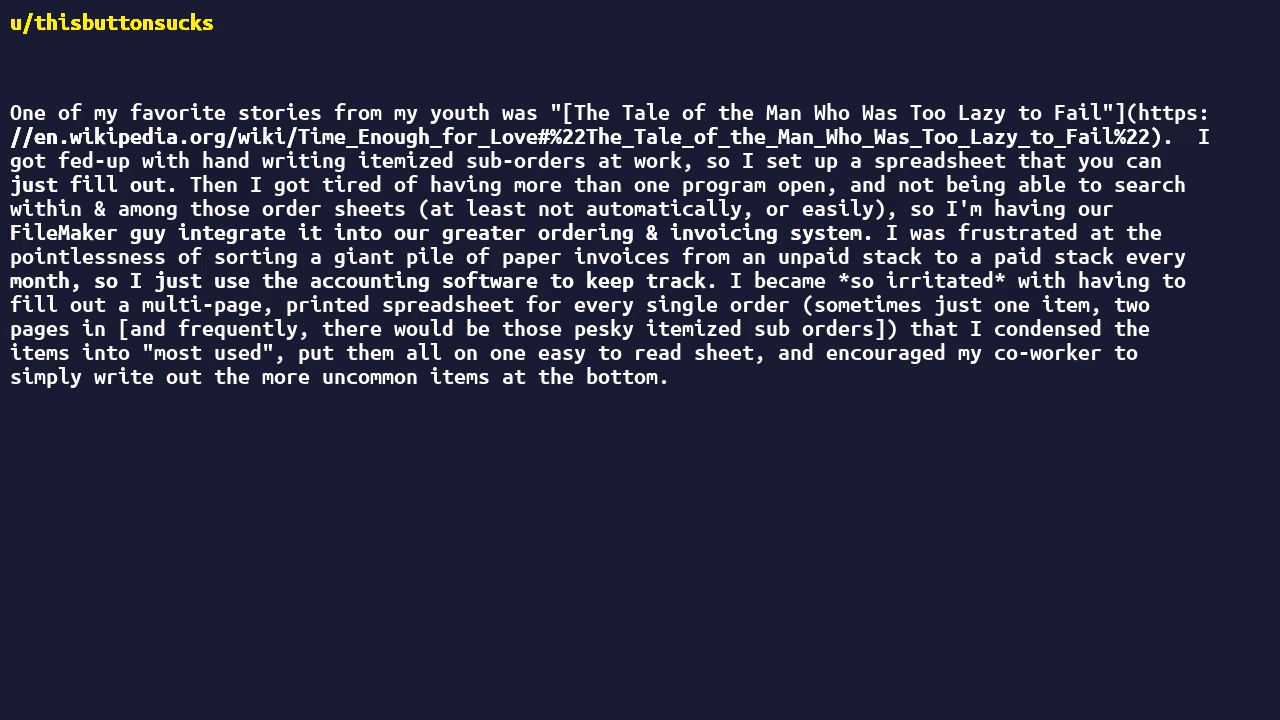 u/thisbuttonsucks
One of my favorite stories from my youth was "[The Tale of the Man Who Was Too Lazy to Fail"](https:
//en.wikipedia.org/wiki/Time_Enough_for_Love#%22The_Tale_of_the_Man_Who_Was_Too_Lazy_to_Fail%22).  I
got fed-up with hand writing itemized sub-orders at work, so I set up a spreadsheet that you can
just fill out. Then I got tired of having more than one program open, and not being able to search
within & among those order sheets (at least not automatically, or easily), so I'm having our
FileMaker guy integrate it into our greater ordering & invoicing system. I was frustrated at the
pointlessness of sorting a giant pile of paper invoices from an unpaid stack to a paid stack every
month, so I just use the accounting software to keep track. I became *so irritated* with having to
fill out a multi-page, printed spreadsheet for every single order (sometimes just one item, two
pages in [and frequently, there would be those pesky itemized sub orders]) that I condensed the
items into "most used", put them all on one easy to read sheet, and encouraged my co-worker to
simply write out the more uncommon items at the bottom.